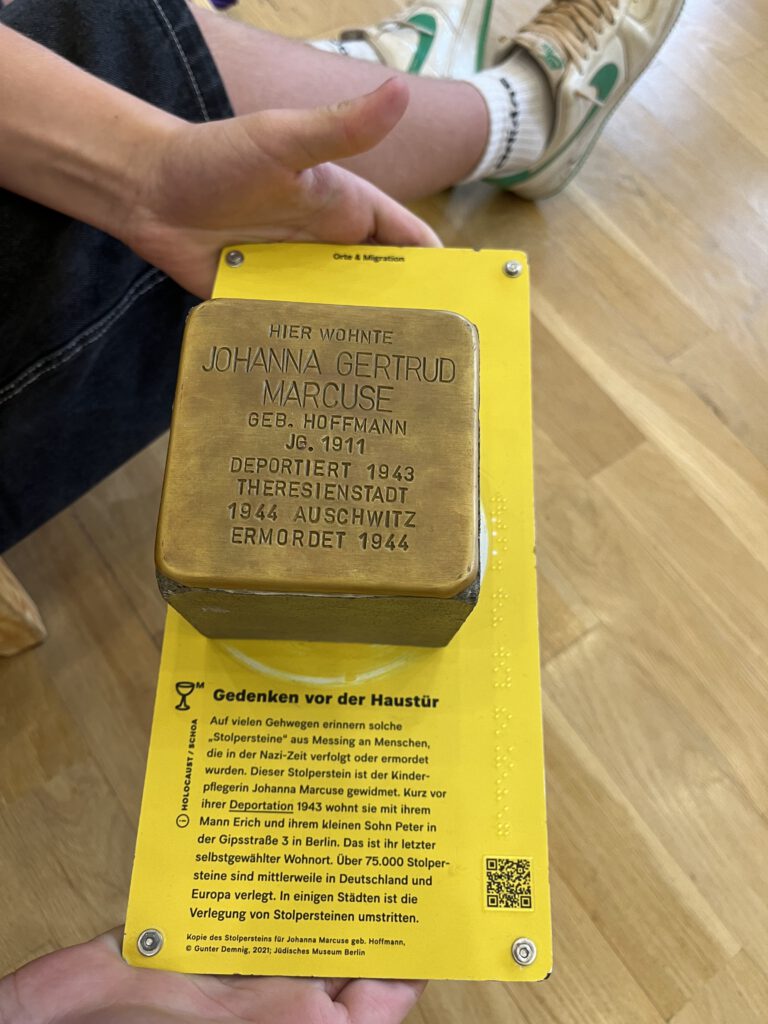 Orte & Migration
HIER WOHNTE
JOHANNA GERTRUD
MARCUSE
GEB. HOFFMANN
JG. 1911
DEPORTIERT 1943
THERESIENSTADT
1944 AUSCHWITZ
ERMORDET 1944
M
Gedenken vor der Haustür
HOLOCAUST / SCHOA
Auf vielen Gehwegen erinnern solche
„Stolpersteine“ aus Messing an Menschen,
die in der Nazi-Zeit verfolgt oder ermordet
wurden. Dieser Stolperstein ist der Kinder-
pflegerin Johanna Marcuse gewidmet. Kurz vor
ihrer Deportation 1943 wohnt sie mit ihrem
Mann Erich und ihrem kleinen Sohn Peter in
der Gipsstraße 3 in Berlin. Das ist ihr letzter
selbstgewählter Wohnort. Über 75.000 Stolper-
steine sind mittlerweile in Deutschland und
Europa verlegt. In einigen Städten ist die
Verlegung von Stolpersteinen umstritten.
Kopie des Stolpersteins für Johanna Marcuse geb. Hoffmann,
© Gunter Demnig, 2021; Jüdisches Museum Berlin